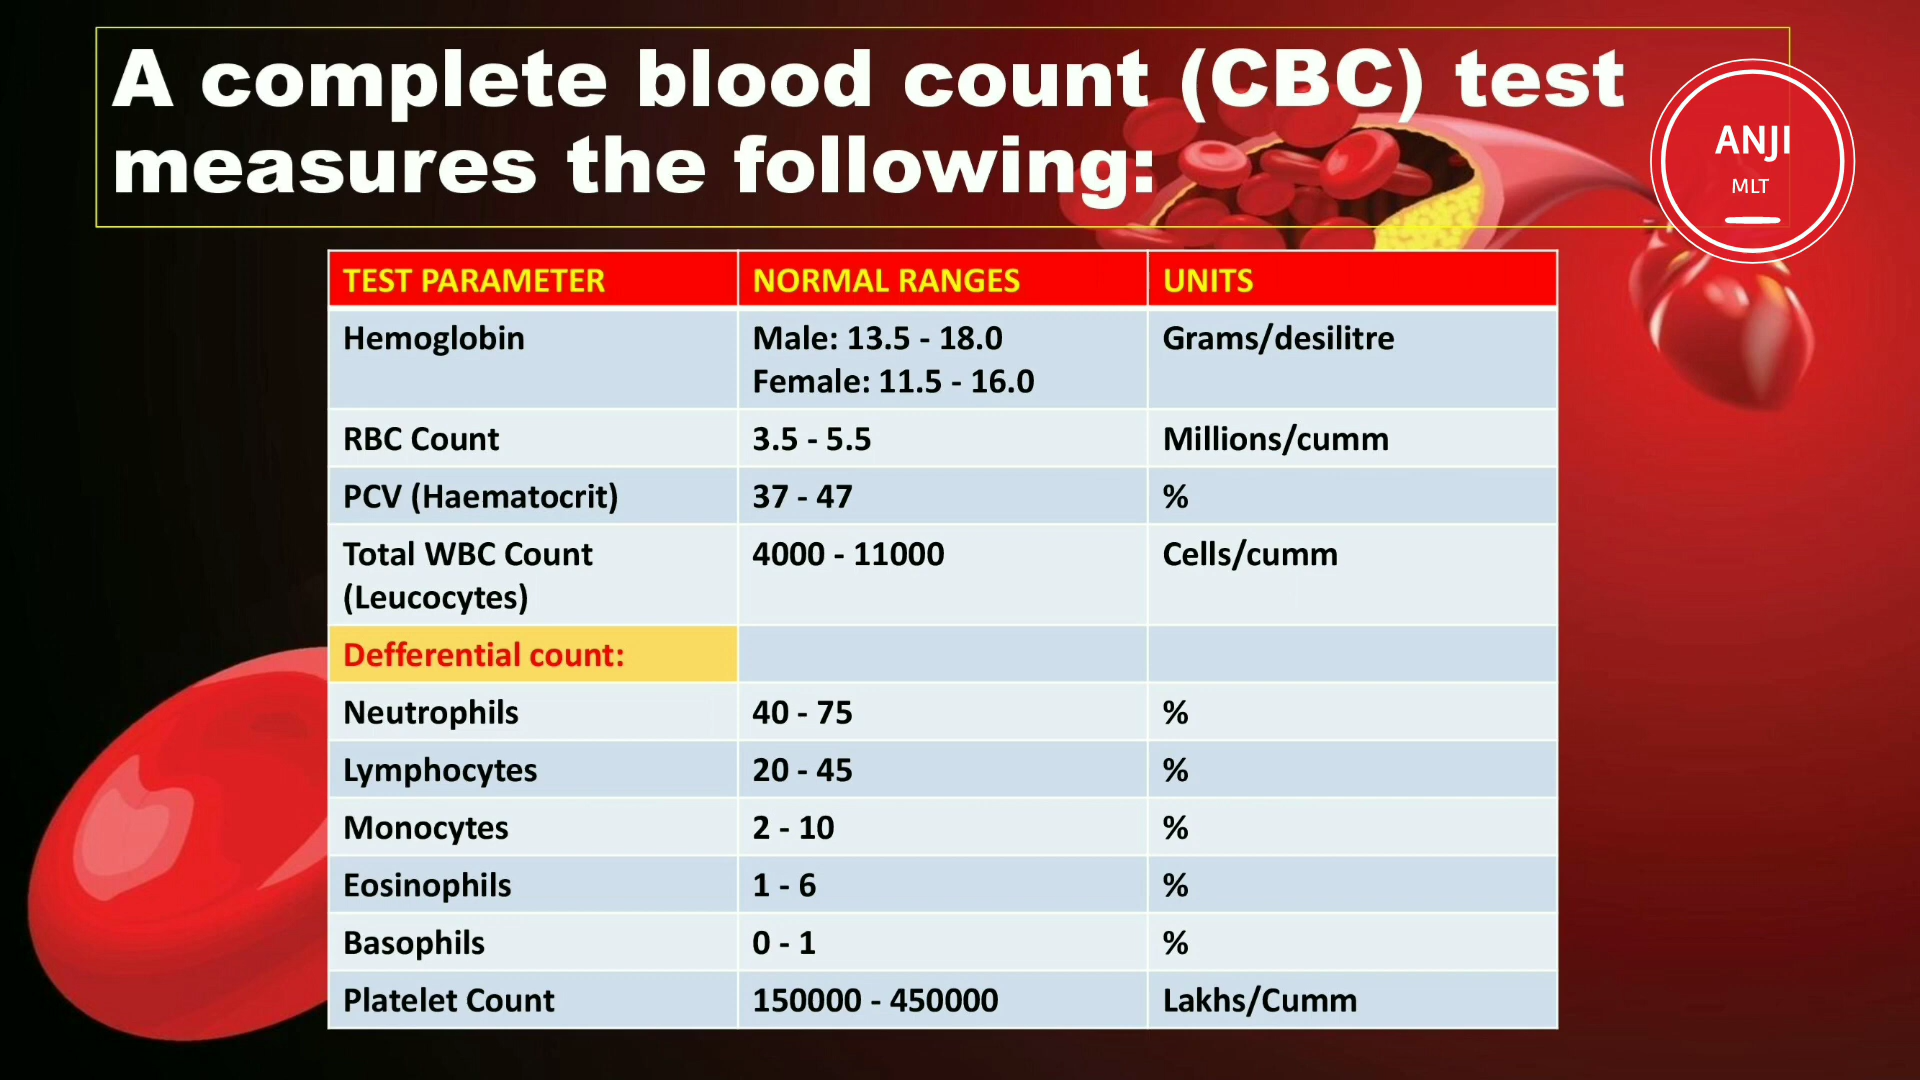 A complete blood count (CBC) test
measures the following:
ANJI
MLT
TEST PARAMETER NORMAL RANGES UNITS
Hemoglobin Male: 13.5 - 18.0 Grams/desilitre
Female: 11.5 - 16.0
RBC Count 3.5 - 5.5 Millions/cumm
PCV (Haematocrit) 37 - 47 %
Total WBC Count 4000 - 11000 Cells/cumm
(Leucocytes)
Defferential count:
Neutrophils 40 - 75 %
Lymphocytes 20 - 45 %
Monocytes 2 - 10 %
Eosinophils 1 - 6 %
Basophils 0 - 1 %
Platelet Count 150000 - 450000 Lakhs/Cumm